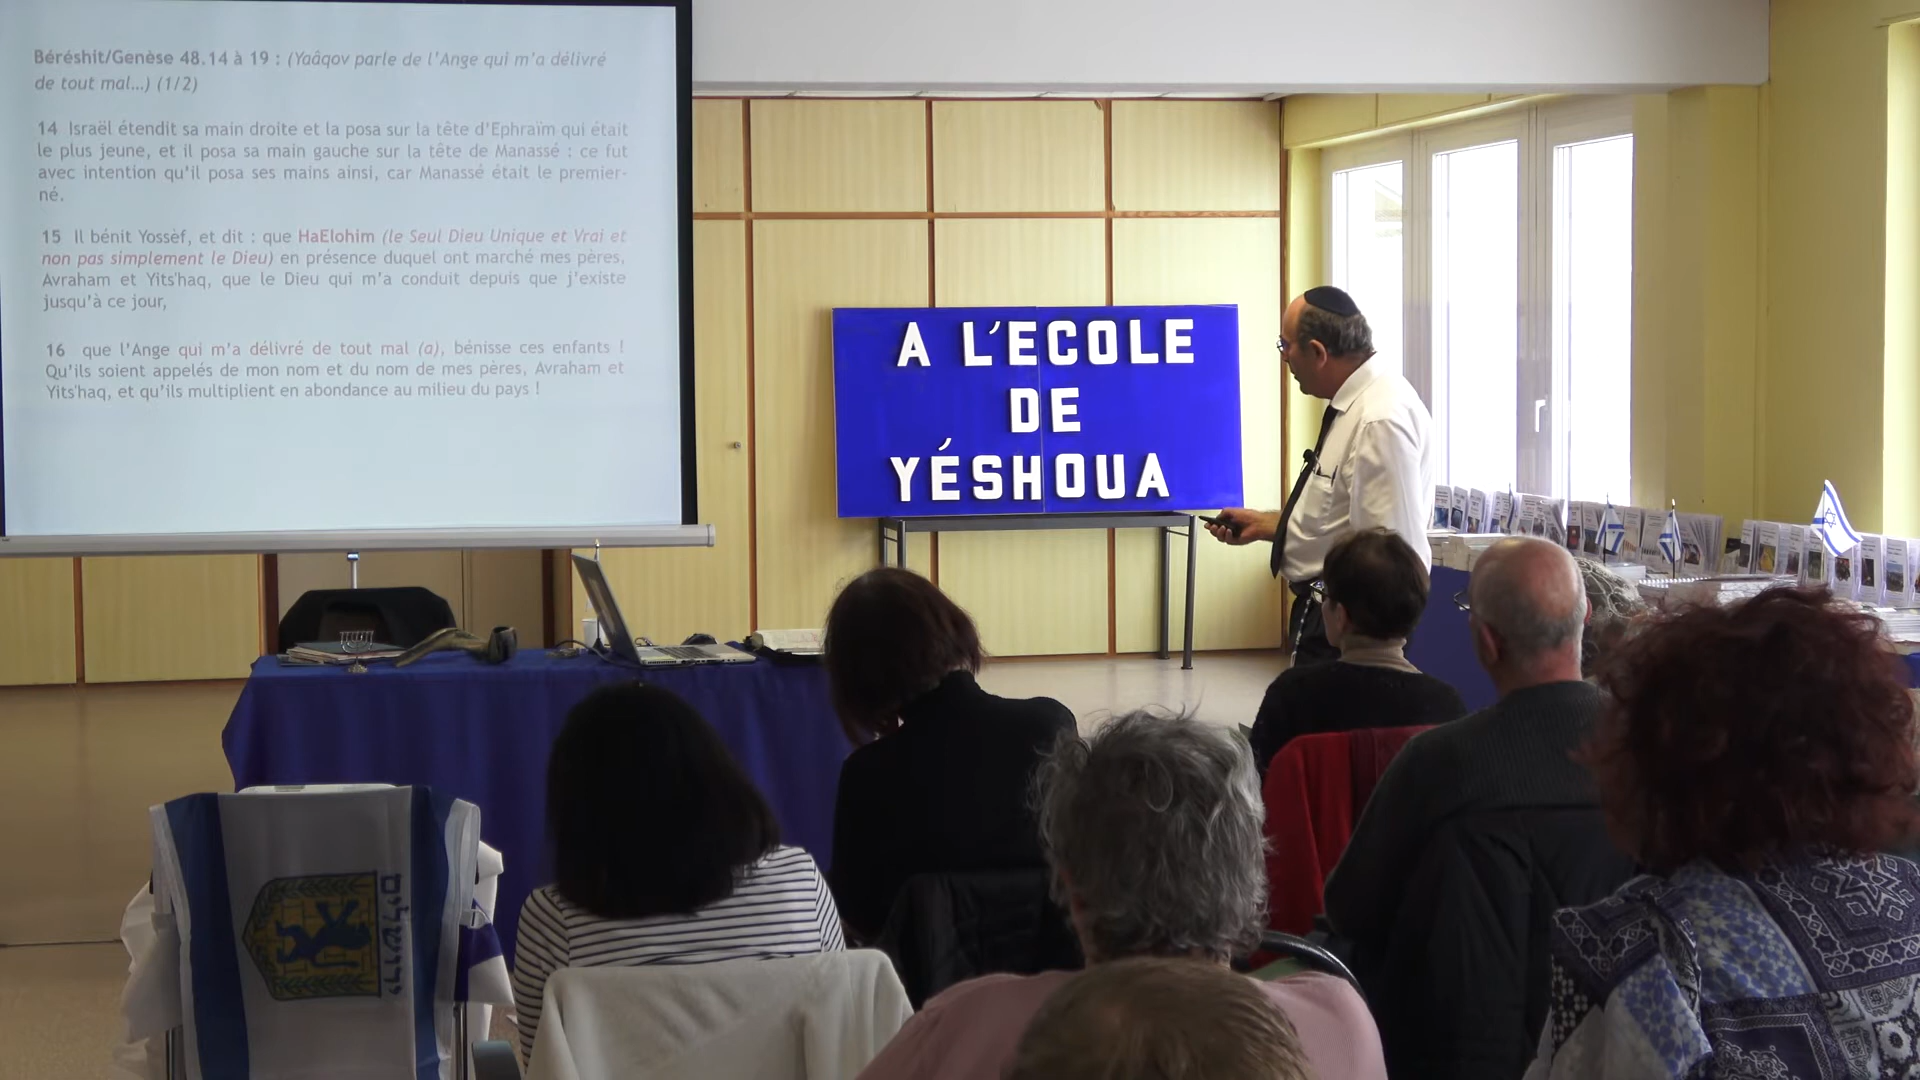 Béréshit/Genèse 48.14 à 19 : (Yaâqov parle de l'Ange qui m'a délivré
de tout mal…) (1/2)
14 Israël étendit sa main droite et la posa sur la tête d'Ephraïm qui était
le plus jeune, et il posa sa main gauche sur la tête de Manassé : ce fut
avec intention qu'il posa ses mains ainsi, car Manassé était le premier-
né.
15 Il bénit Yossèf, et dit : que HaElohim (le Seul Dieu Unique et Vrai et
non pas simplement le Dieu) en présence duquel ont marché mes pères,
Avraham et Yits'haq, que le Dieu qui m'a conduit depuis que j'existe
jusqu'à ce jour,
16 que l'Ange qui m'a délivré de tout mal (a), bénisse ces enfants !
Qu'ils soient appelés de mon nom et du nom de mes pères, Avraham et
Yits'haq, et qu'ils multiplient en abondance au milieu du pays !
A L'ECOLE
DE
YÉSHOUA
ירושלים